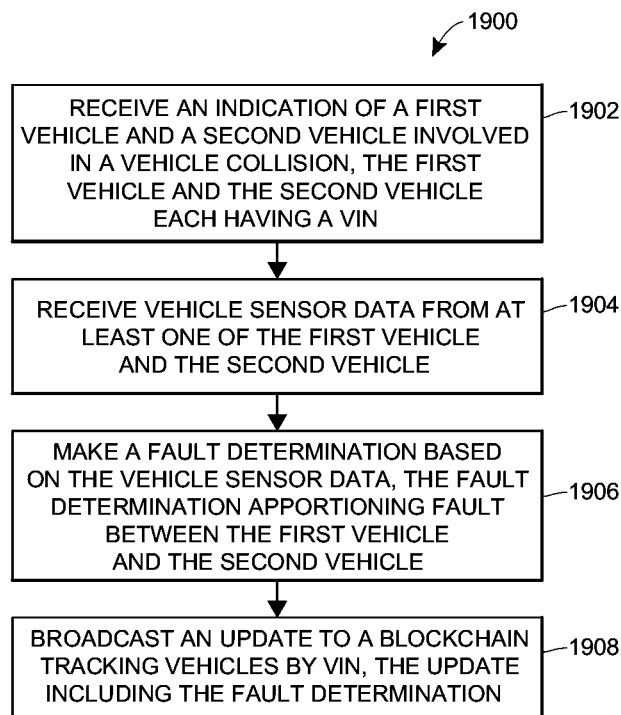 1900
RECEIVE AN INDICATION OF A FIRST
VEHICLE AND A SECOND VEHICLE INVOLVED
IN A VEHICLE COLLISION, THE FIRST
VEHICLE AND THE SECOND VEHICLE
EACH HAVING A VIN
1902
RECEIVE VEHICLE SENSOR DATA FROM AT
LEAST ONE OF THE FIRST VEHICLE
AND THE SECOND VEHICLE
1904
MAKE A FAULT DETERMINATION BASED
ON THE VEHICLE SENSOR DATA, THE FAULT
DETERMINATION APPORTIONING FAULT
BETWEEN THE FIRST VEHICLE
AND THE SECOND VEHICLE
1906
BROADCAST AN UPDATE TO A BLOCKCHAIN
TRACKING VEHICLES BY VIN, THE UPDATE
INCLUDING THE FAULT DETERMINATION
1908